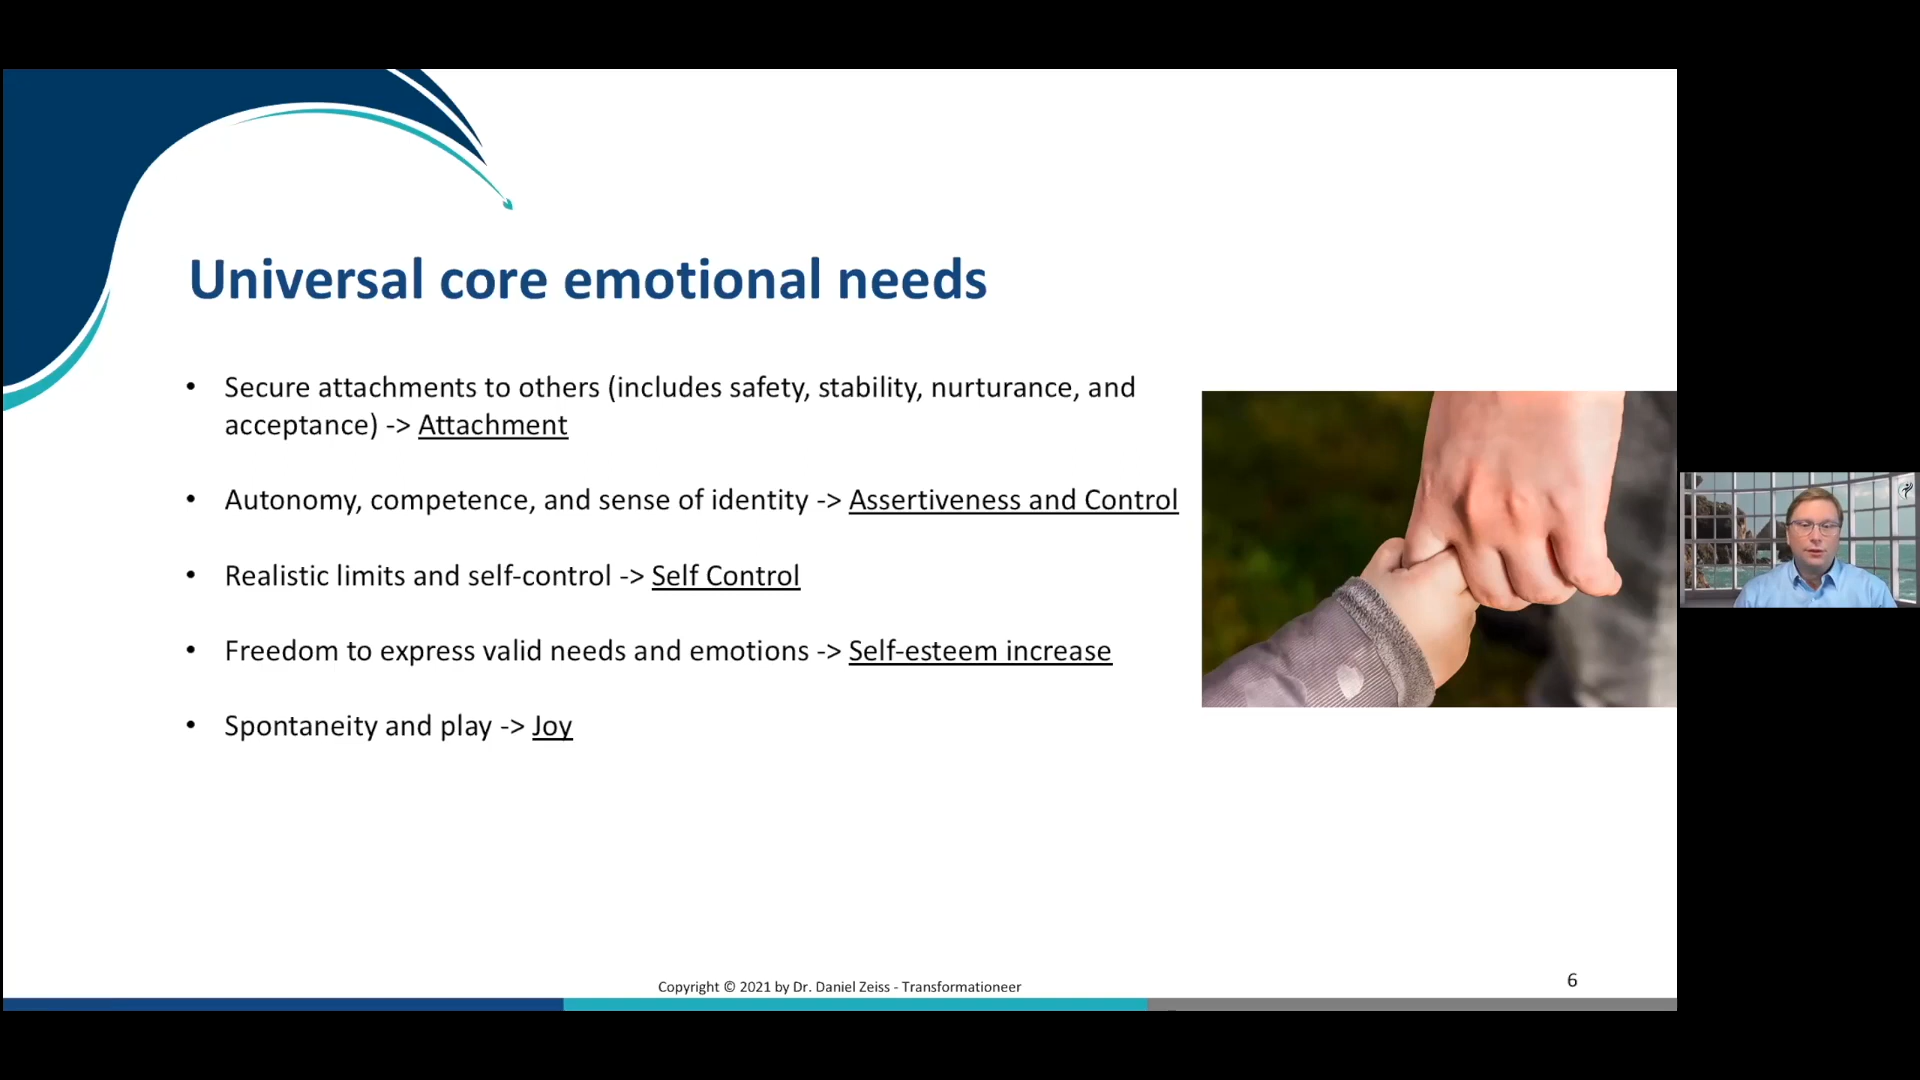 Universal core emotional needs
• Secure attachments to others (includes safety, stability, nurturance, and
acceptance) -> Attachment
• Autonomy, competence, and sense of identity -> Assertiveness and Control
• Realistic limits and self-control -> Self Control
• Freedom to express valid needs and emotions -> Self-esteem increase
• Spontaneity and play -> Joy
Copyright © 2021 by Dr. Daniel Zeiss - Transformationeer
6